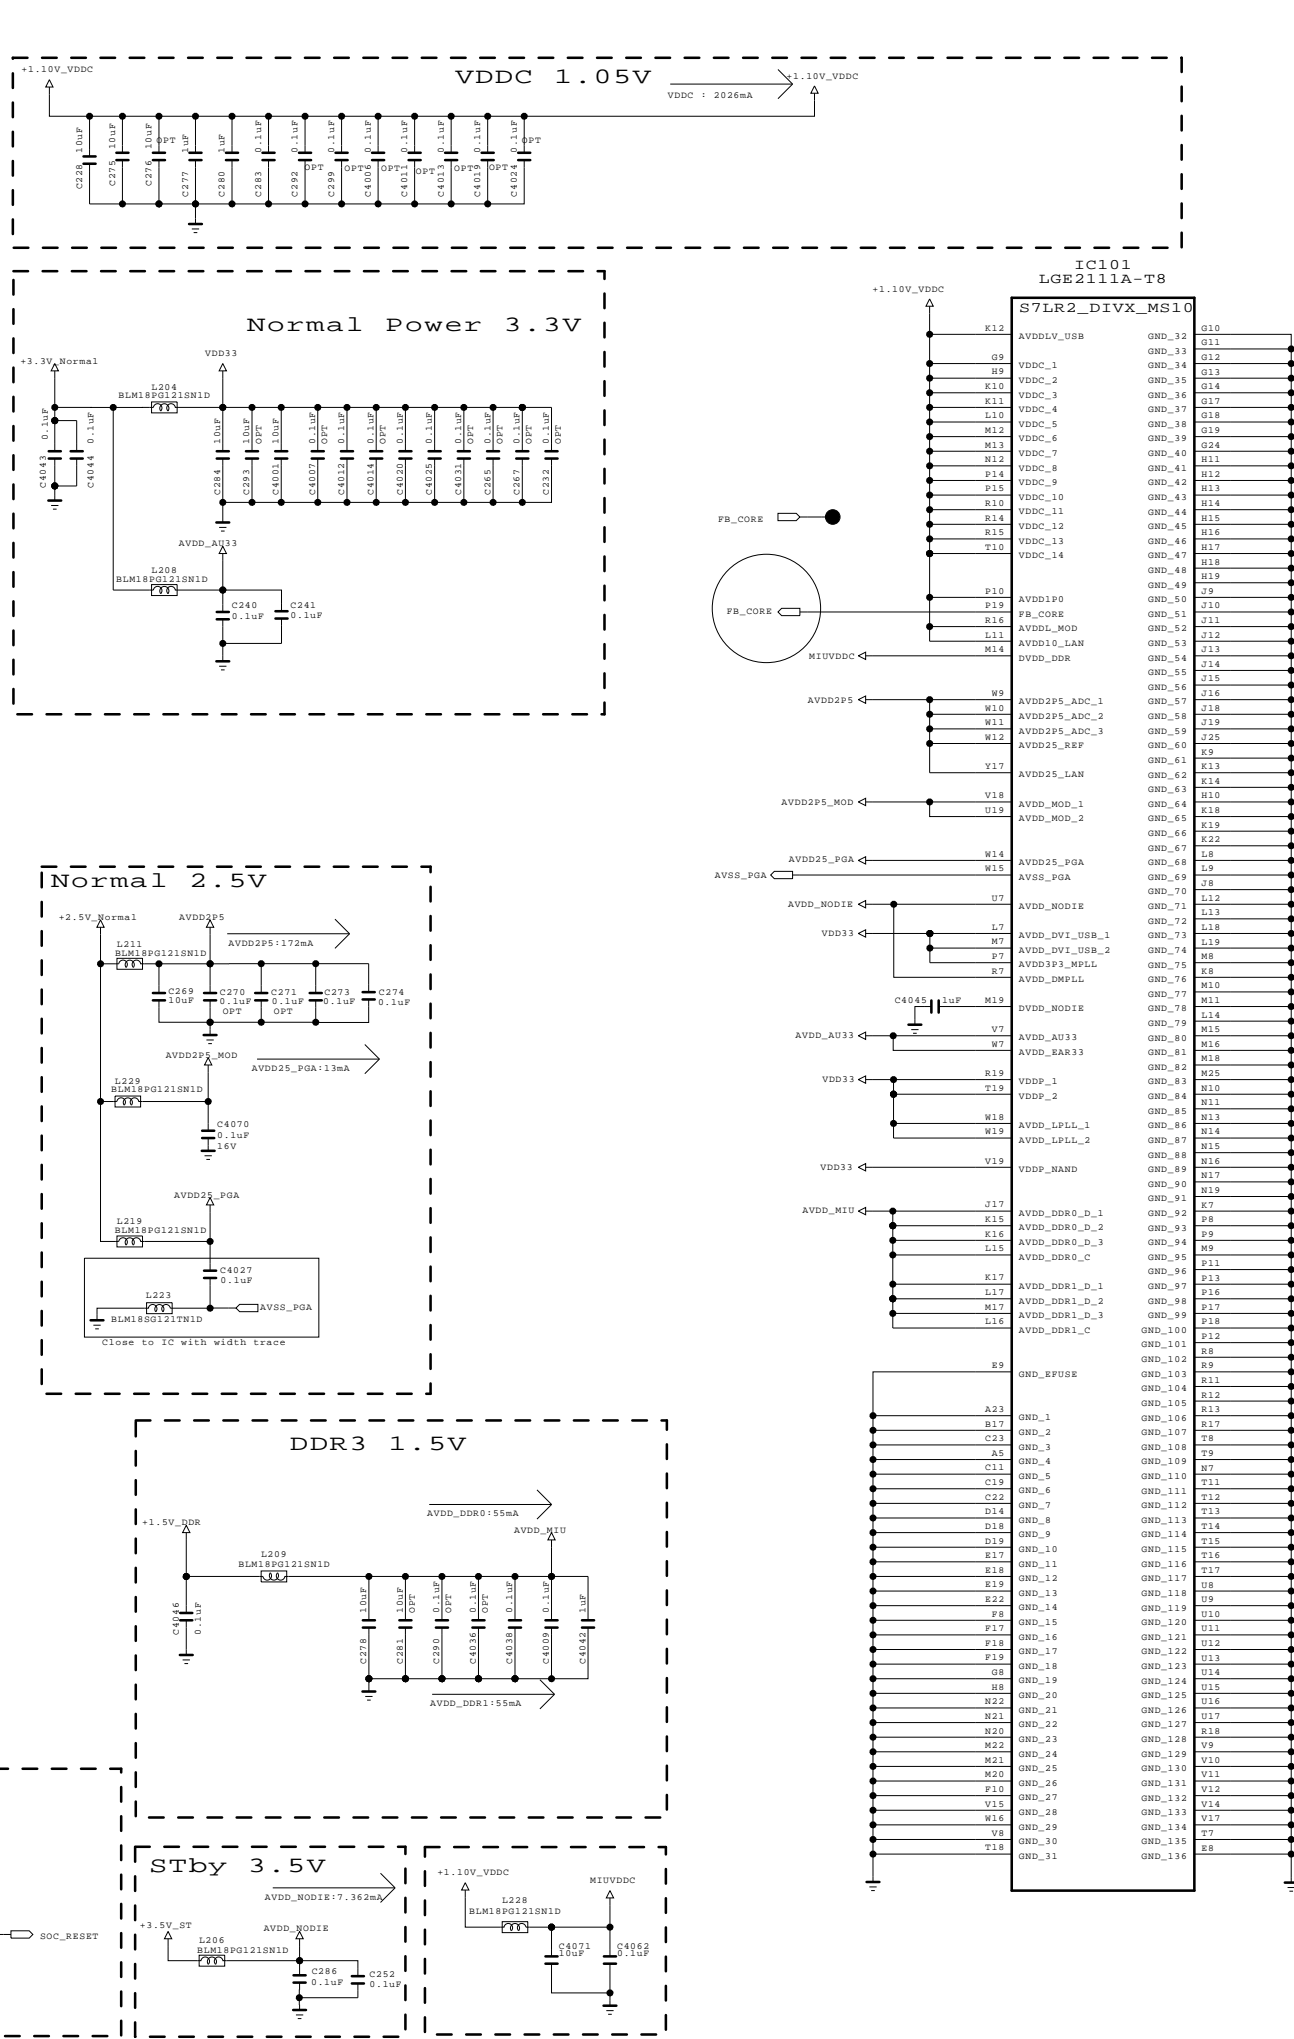 VDDC 1.05V
+1.10V_VDDC
VDDC : 2026mA
+1.10V_VDDC
C228 10uF
C275 10uF
C276 10uF OPT
C277 1uF
C280 1uF
C283 0.1uF
C292 0.1uF OPT
C299 0.1uF OPT
C4006 0.1uF OPT
C4011 0.1uF OPT
C4013 0.1uF OPT
C4019 0.1uF OPT
C4024 0.1uF OPT
Normal Power 3.3V
+3.3V_Normal
VDD33
L204
BLM18PG121SN1D
C4043 0.1uF
C4044 0.1uF
C284 10uF
C293 10uF OPT
C4001 10uF
C4007 0.1uF OPT
C4012 0.1uF
C4014 0.1uF OPT
C4020 0.1uF
C4025 0.1uF
C4031 0.1uF
C265 0.1uF OPT
C267 0.1uF
C232 0.1uF OPT
AVDD_AU33
L208
BLM18PG121SN1D
C240
0.1uF
C241
0.1uF
Normal 2.5V
+2.5V_Normal
AVDD2P5
AVDD2P5:172mA
L211
BLM18PG121SN1D
C269
10uF
C270
0.1uF
OPT
C271
0.1uF
OPT
C273
0.1uF
C274
0.1uF
AVDD2P5_MOD
AVDD25_PGA:13mA
L229
BLM18PG121SN1D
C4070
0.1uF
16V
AVDD25_PGA
L219
BLM18PG121SN1D
C4027
0.1uF
L223
BLM18SG121TN1D
AVSS_PGA
Close to IC with width trace
DDR3 1.5V
AVDD_DDR0:55mA
+1.5V_DDR
AVDD_MIU
L209
BLM18PG121SN1D
C4046 0.1uF
C278 10uF
C281 10uF OPT
C290 0.1uF OPT
C4036 0.1uF OPT
C4038 0.1uF
C4009 0.1uF
C4042 1uF
AVDD_DDR1:55mA
STby 3.5V
AVDD_NODIE:7.362mA
+3.5V_ST
AVDD_NODIE
L206
BLM18PG121SN1D
C286
0.1uF
C252
0.1uF
SOC_RESET
+1.10V_VDDC
MIUVDDC
L228
BLM18PG121SN1D
C4071
10uF
C4062
0.1uF
IC101
LGE2111A-T8
S7LR2_DIVX_MS10
+1.10V_VDDC
FB_CORE
FB_CORE
MIUVDDC
AVDD2P5
AVDD2P5_MOD
AVDD25_PGA
AVSS_PGA
AVDD_NODIE
VDD33
C4045 1uF
AVDD_AU33
VDD33
VDD33
AVDD_MIU
K12 AVDDLV_USB
G9 VDDC_1
H9 VDDC_2
K10 VDDC_3
K11 VDDC_4
L10 VDDC_5
M12 VDDC_6
M13 VDDC_7
N12 VDDC_8
P14 VDDC_9
P15 VDDC_10
R10 VDDC_11
R14 VDDC_12
R15 VDDC_13
T10 VDDC_14
P10 AVDD1P0
P19 FB_CORE
R16 AVDDL_MOD
L11 AVDD10_LAN
M14 DVDD_DDR
W9 AVDD2P5_ADC_1
W10 AVDD2P5_ADC_2
W11 AVDD2P5_ADC_3
W12 AVDD25_REF
Y17 AVDD25_LAN
V18 AVDD_MOD_1
U19 AVDD_MOD_2
W14 AVDD25_PGA
W15 AVSS_PGA
U7 AVDD_NODIE
L7 AVDD_DVI_USB_1
M7 AVDD_DVI_USB_2
P7 AVDD3P3_MPLL
R7 AVDD_DMPLL
M19 DVDD_NODIE
V7 AVDD_AU33
W7 AVDD_EAR33
R19 VDDP_1
T19 VDDP_2
W18 AVDD_LPLL_1
W19 AVDD_LPLL_2
V19 VDDP_NAND
J17 AVDD_DDR0_D_1
K15 AVDD_DDR0_D_2
K16 AVDD_DDR0_D_3
L15 AVDD_DDR0_C
K17 AVDD_DDR1_D_1
L17 AVDD_DDR1_D_2
M17 AVDD_DDR1_D_3
L16 AVDD_DDR1_C
E9 GND_EFUSE
A23 GND_1
B17 GND_2
C23 GND_3
A5 GND_4
C11 GND_5
C19 GND_6
C22 GND_7
D14 GND_8
D18 GND_9
D19 GND_10
E17 GND_11
E18 GND_12
E19 GND_13
E22 GND_14
F8 GND_15
F17 GND_16
F18 GND_17
F19 GND_18
G8 GND_19
H8 GND_20
N22 GND_21
N21 GND_22
N20 GND_23
M22 GND_24
M21 GND_25
M20 GND_26
F10 GND_27
V15 GND_28
W16 GND_29
V8 GND_30
T18 GND_31
GND_32 G10
GND_33 G11
GND_34 G12
GND_35 G13
GND_36 G14
GND_37 G17
GND_38 G18
GND_39 G19
GND_40 G24
GND_41 H11
GND_42 H12
GND_43 H13
GND_44 H14
GND_45 H15
GND_46 H16
GND_47 H17
GND_48 H18
GND_49 H19
GND_50 J9
GND_51 J10
GND_52 J11
GND_53 J12
GND_54 J13
GND_55 J14
GND_56 J15
GND_57 J16
GND_58 J18
GND_59 J19
GND_60 J25
GND_61 K9
GND_62 K13
GND_63 K14
GND_64 H10
GND_65 K18
GND_66 K19
GND_67 K22
GND_68 L8
GND_69 L9
GND_70 J8
GND_71 L12
GND_72 L13
GND_73 L18
GND_74 L19
GND_75 M8
GND_76 K8
GND_77 M10
GND_78 M11
GND_79 L14
GND_80 M15
GND_81 M16
GND_82 M18
GND_83 M25
GND_84 N10
GND_85 N11
GND_86 N13
GND_87 N14
GND_88 N15
GND_89 N16
GND_90 N17
GND_91 N19
GND_92 K7
GND_93 P8
GND_94 P9
GND_95 M9
GND_96 P11
GND_97 P13
GND_98 P16
GND_99 P17
GND_100 P18
GND_101 P12
GND_102 R8
GND_103 R9
GND_104 R11
GND_105 R12
GND_106 R13
GND_107 R17
GND_108 T8
GND_109 T9
GND_110 N7
GND_111 T11
GND_112 T12
GND_113 T13
GND_114 T14
GND_115 T15
GND_116 T16
GND_117 T17
GND_118 U8
GND_119 U9
GND_120 U10
GND_121 U11
GND_122 U12
GND_123 U13
GND_124 U14
GND_125 U15
GND_126 U16
GND_127 U17
GND_128 R18
GND_129 V9
GND_130 V10
GND_131 V11
GND_132 V12
GND_133 V14
GND_134 V17
GND_135 T7
GND_136 E8